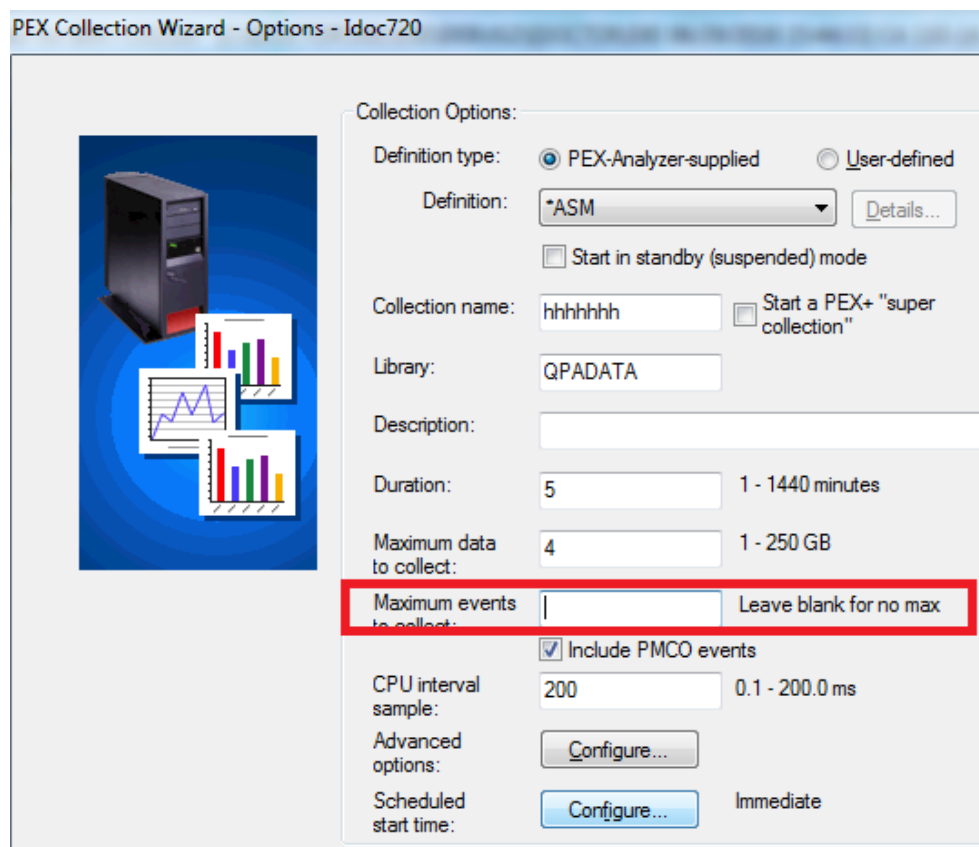 PEX Collection Wizard - Options - Idoc720
Collection Options:
Definition type: PEX-Analyzer-supplied User-defined
Definition: *ASM Details...
Start in standby (suspended) mode
Collection name: hhhhhhh Start a PEX+ "super
collection"
Library: QPADATA
Description:
Duration: 5 1 - 1440 minutes
Maximum data 4 1 - 250 GB
to collect:
Maximum events Leave blank for no max
to collect:
Include PMCO events
CPU interval 200 0.1 - 200.0 ms
sample:
Advanced Configure...
options:
Scheduled Configure... Immediate
start time: